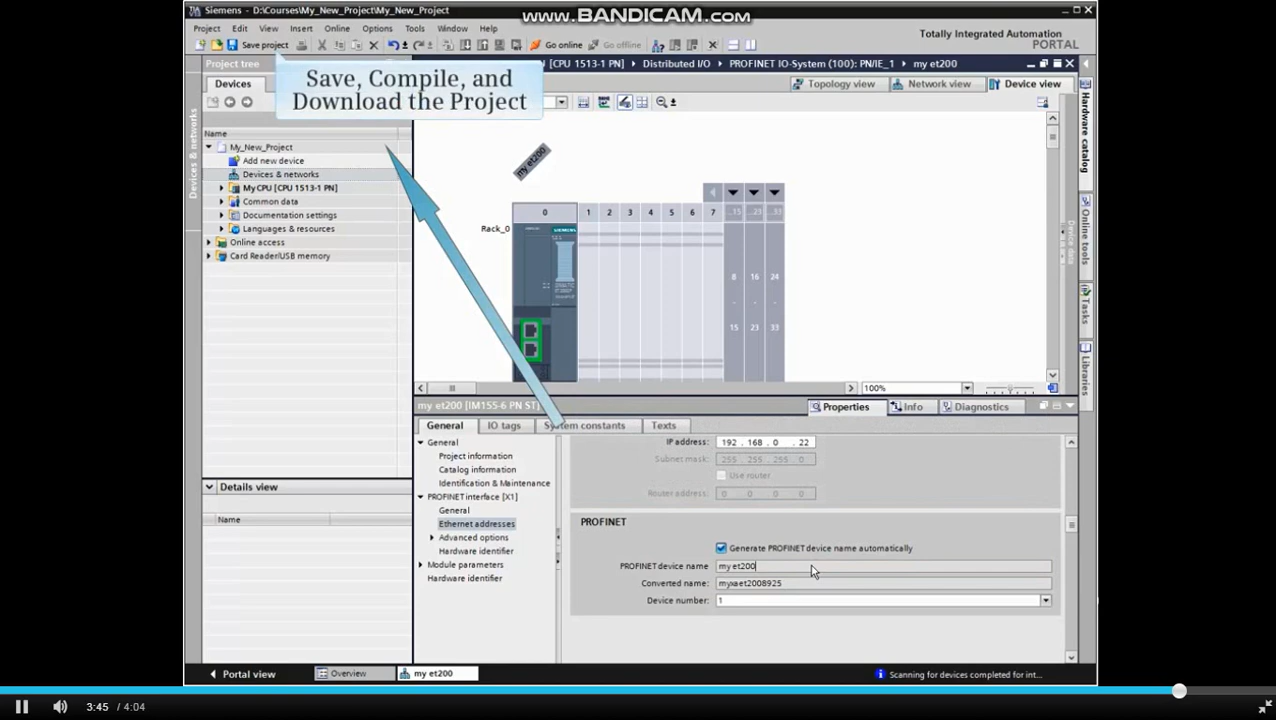 Siemens - D:\Courses\My_New_Project\My_New_Project
www.BANDICAM.com
Project Edit View Insert Online Options Tools Window Help
Totally Integrated Automation
PORTAL
Save project
Go online
Go offline
Project tree
[CPU 1513-1 PN] ▸ Distributed I/O ▸ PROFINET IO-System (100): PN/IE_1 ▸ my et200
Save, Compile, and
Download the Project
Devices
Topology view
Network view
Device view
Name
My_New_Project
Add new device
Devices & networks
My CPU [CPU 1513-1 PN]
Common data
Documentation settings
Languages & resources
Online access
Card Reader/USB memory
Devices & networks
my et200
Rack_0
0 1 2 3 4 5 6 7 ...15 ...23 ...33
SIEMENS
8 16 24
- - -
15 23 33
100%
Hardware catalog
Online tools
Tasks
Libraries
Device data
my et200 [IM155-6 PN ST]
Properties
Info
Diagnostics
General
IO tags
System constants
Texts
General
Project information
Catalog information
Identification & Maintenance
PROFINET interface [X1]
General
Ethernet addresses
Advanced options
Hardware identifier
Module parameters
Hardware identifier
IP address: 192 . 168 . 0 . 22
Subnet mask: 255 . 255 . 255 . 0
Use router
Router address: 0 . 0 . 0 . 0
PROFINET
Generate PROFINET device name automatically
PROFINET device name my et200
Converted name: myxaet2008925
Device number: 1
Details view
Name
Portal view
Overview
my et200
Scanning for devices completed for int...
3:45 / 4:04